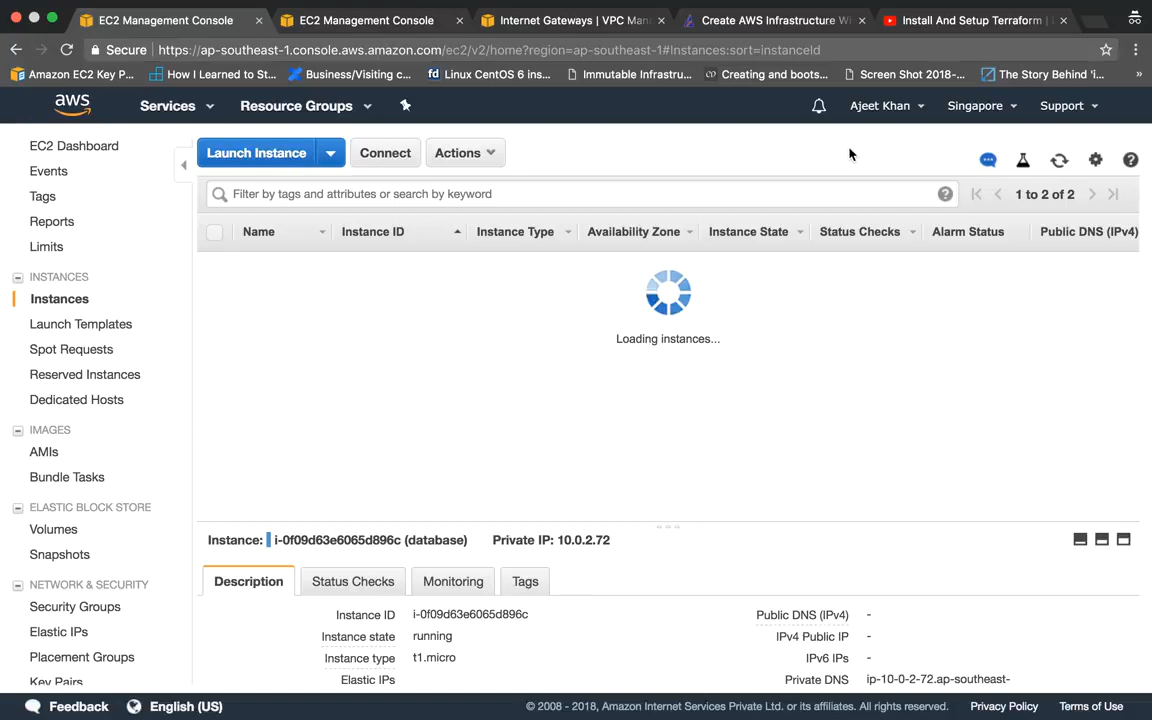 EC2 Management Console
EC2 Management Console
Internet Gateways | VPC Man
Create AWS Infrastructure Wi
Install And Setup Terraform |
Secure | https://ap-southeast-1.console.aws.amazon.com/ec2/v2/home?region=ap-southeast-1#Instances:sort=instanceId
Amazon EC2 Key P...
How I Learned to St...
Business/Visiting c...
fd Linux CentOS 6 ins...
Immutable Infrastru...
Creating and boots...
Screen Shot 2018-...
The Story Behind 'i...
»
aws
Services
Resource Groups
Ajeet Khan
Singapore
Support
EC2 Dashboard
Events
Tags
Reports
Limits
INSTANCES
Instances
Launch Templates
Spot Requests
Reserved Instances
Dedicated Hosts
IMAGES
AMIs
Bundle Tasks
ELASTIC BLOCK STORE
Volumes
Snapshots
NETWORK & SECURITY
Security Groups
Elastic IPs
Placement Groups
Key Pairs
Launch Instance
Connect
Actions
Filter by tags and attributes or search by keyword
1 to 2 of 2
Name
Instance ID
Instance Type
Availability Zone
Instance State
Status Checks
Alarm Status
Public DNS (IPv4)
Loading instances...
Instance: i-0f09d63e6065d896c (database) Private IP: 10.0.2.72
Description
Status Checks
Monitoring
Tags
Instance ID i-0f09d63e6065d896c
Instance state running
Instance type t1.micro
Elastic IPs
Public DNS (IPv4) -
IPv4 Public IP -
IPv6 IPs -
Private DNS ip-10-0-2-72.ap-southeast-
Feedback
English (US)
© 2008 - 2018, Amazon Internet Services Private Ltd. or its affiliates. All rights reserved.
Privacy Policy
Terms of Use